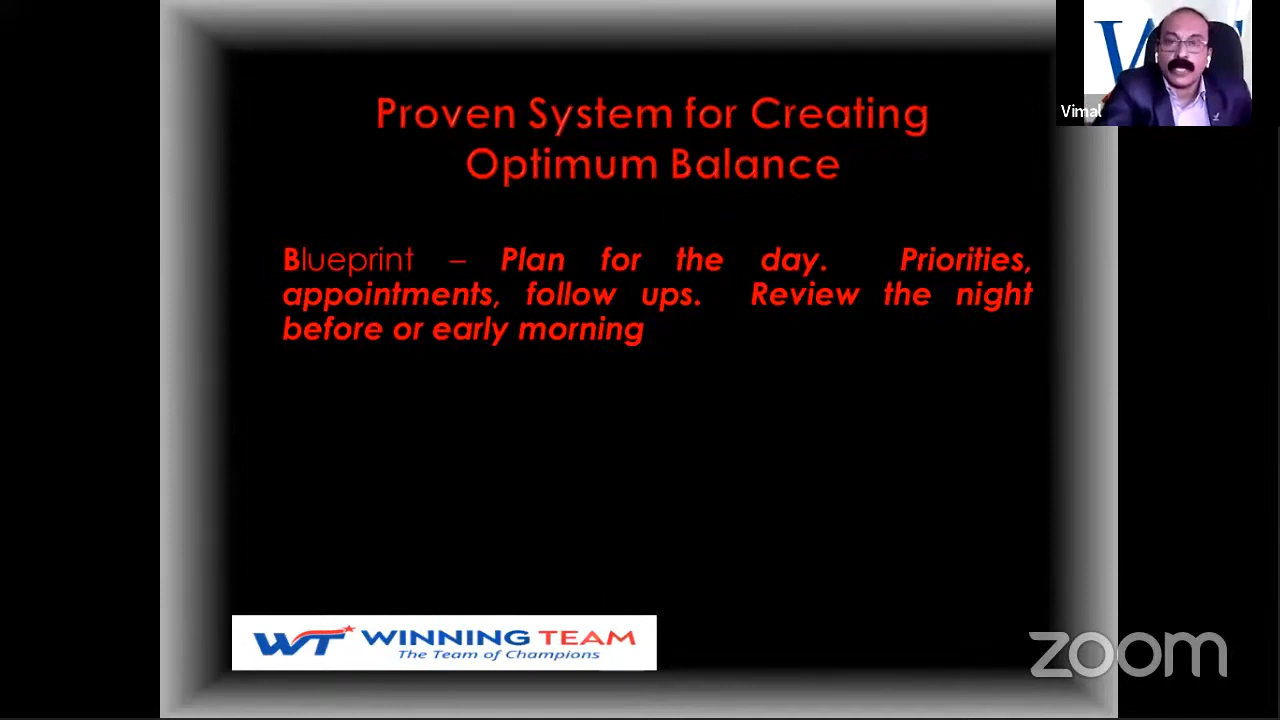 Proven System for Creating
Optimum Balance
Blueprint – Plan for the day. Priorities,
appointments, follow ups. Review the night
before or early morning
WT WINNING TEAM
The Team of Champions
Vimal
zoom